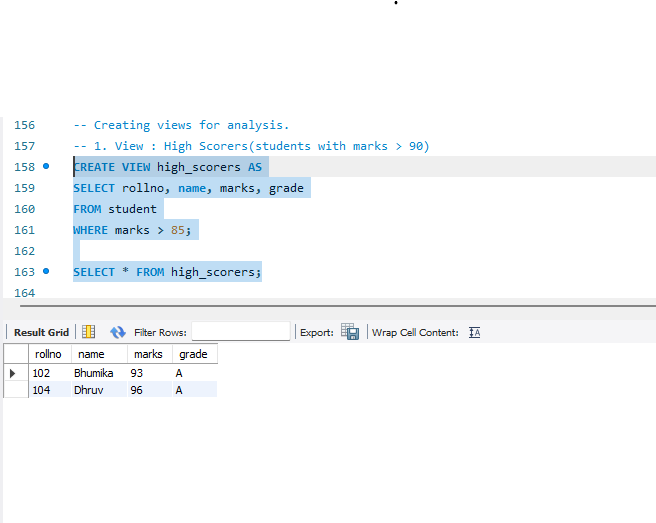 156 -- Creating views for analysis.
157 -- 1. View : High Scorers(students with marks > 90)
158 CREATE VIEW high_scorers AS
159 SELECT rollno, name, marks, grade
160 FROM student
161 WHERE marks > 85;
162
163 SELECT * FROM high_scorers;
164
Result Grid Filter Rows: Export: Wrap Cell Content:
rollno name marks grade
102 Bhumika 93 A
104 Dhruv 96 A